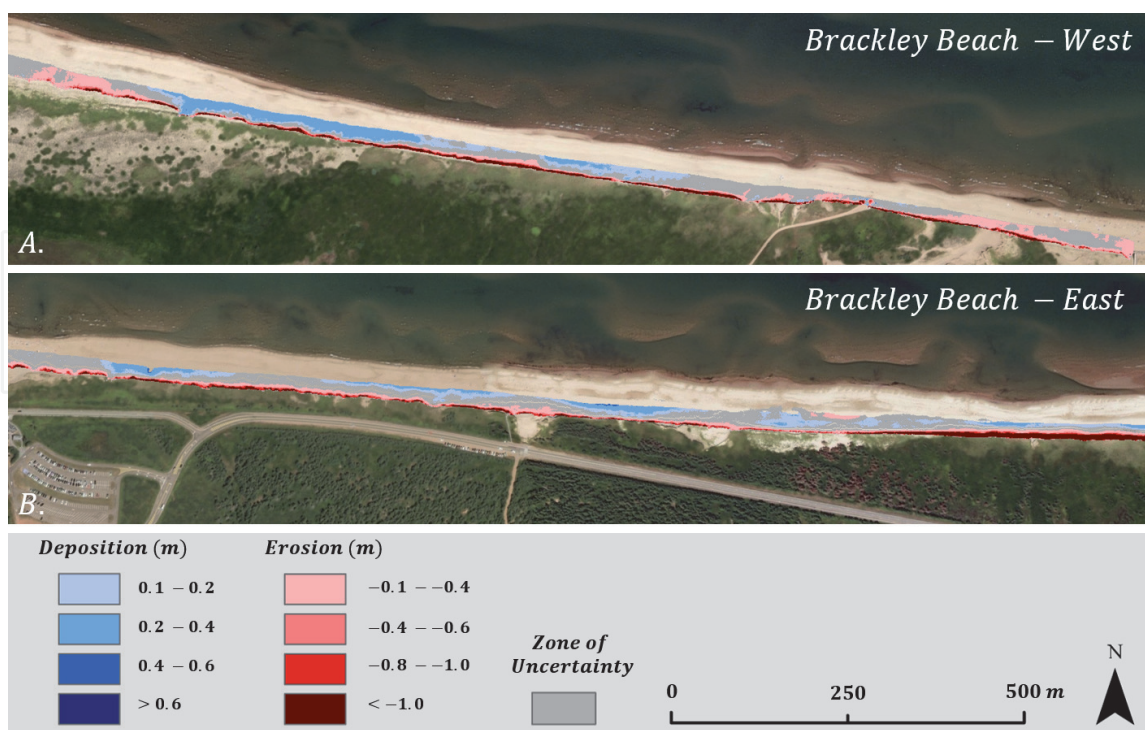 Brackley Beach – West
A.
Brackley Beach – East
B.
Deposition (m)
0.1 – 0.2
0.2 – 0.4
0.4 – 0.6
> 0.6
Erosion (m)
−0.1 – −0.4
−0.4 – −0.6
−0.8 – −1.0
< −1.0
Zone of
Uncertainty
0 250 500 m
N